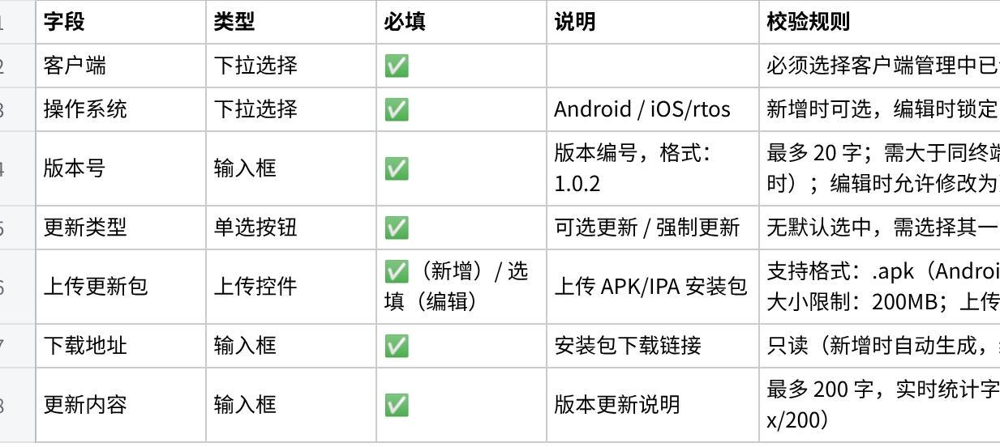 1 字段 类型 必填 说明 校验规则
2 客户端 下拉选择 ✅ 必须选择客户端管理中已
3 操作系统 下拉选择 ✅ Android / iOS/rtos 新增时可选，编辑时锁定
4 版本号 输入框 ✅ 版本编号，格式： 最多 20 字；需大于同终端
1.0.2 时）；编辑时允许修改为
5 更新类型 单选按钮 ✅ 可选更新 / 强制更新 无默认选中，需选择其一
6 上传更新包 上传控件 ✅（新增）/ 选 上传 APK/IPA 安装包 支持格式：.apk（Androi
填（编辑） 大小限制：200MB；上传
7 下载地址 输入框 ✅ 安装包下载链接 只读（新增时自动生成，
8 更新内容 输入框 ✅ 版本更新说明 最多 200 字，实时统计字
x/200）